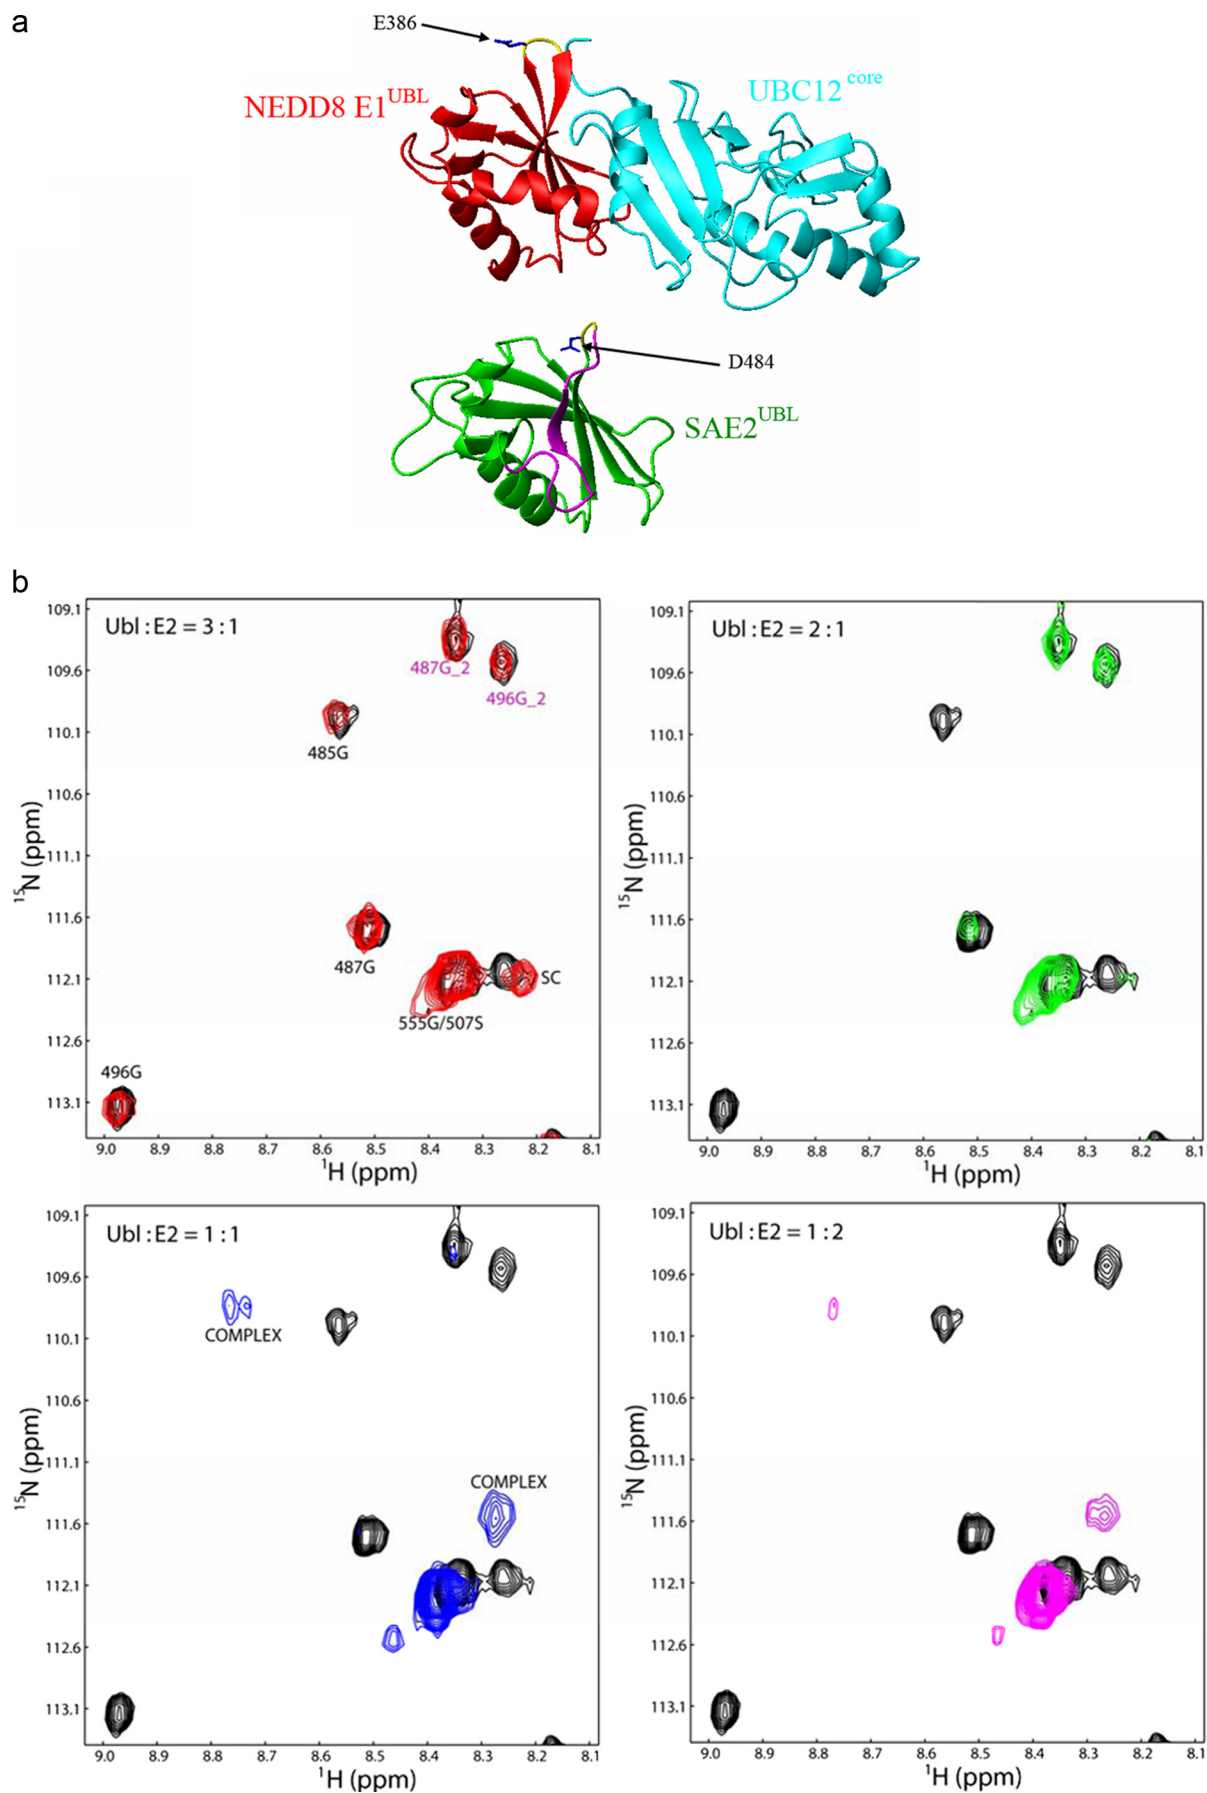 a
E386
NEDD8 E1UBL
UBC12 core
D484
SAE2UBL
b
Ubl : E2 = 3 : 1
109.1
109.6
110.1
110.6
111.1
111.6
112.1
112.6
113.1
15N (ppm)
487G_2
496G_2
485G
487G
SC
555G/507S
496G
9.0 8.9 8.8 8.7 8.6 8.5 8.4 8.3 8.2 8.1
1H (ppm)
Ubl : E2 = 2 : 1
109.1
109.6
110.1
110.6
111.1
111.6
112.1
112.6
113.1
15N (ppm)
9.0 8.9 8.8 8.7 8.6 8.5 8.4 8.3 8.2 8.1
1H (ppm)
Ubl : E2 = 1 : 1
109.1
109.6
110.1
110.6
111.1
111.6
112.1
112.6
113.1
15N (ppm)
COMPLEX
COMPLEX
9.0 8.9 8.8 8.7 8.6 8.5 8.4 8.3 8.2 8.1
1H (ppm)
Ubl : E2 = 1 : 2
109.1
109.6
110.1
110.6
111.1
111.6
112.1
112.6
113.1
15N (ppm)
9.0 8.9 8.8 8.7 8.6 8.5 8.4 8.3 8.2 8.1
1H (ppm)